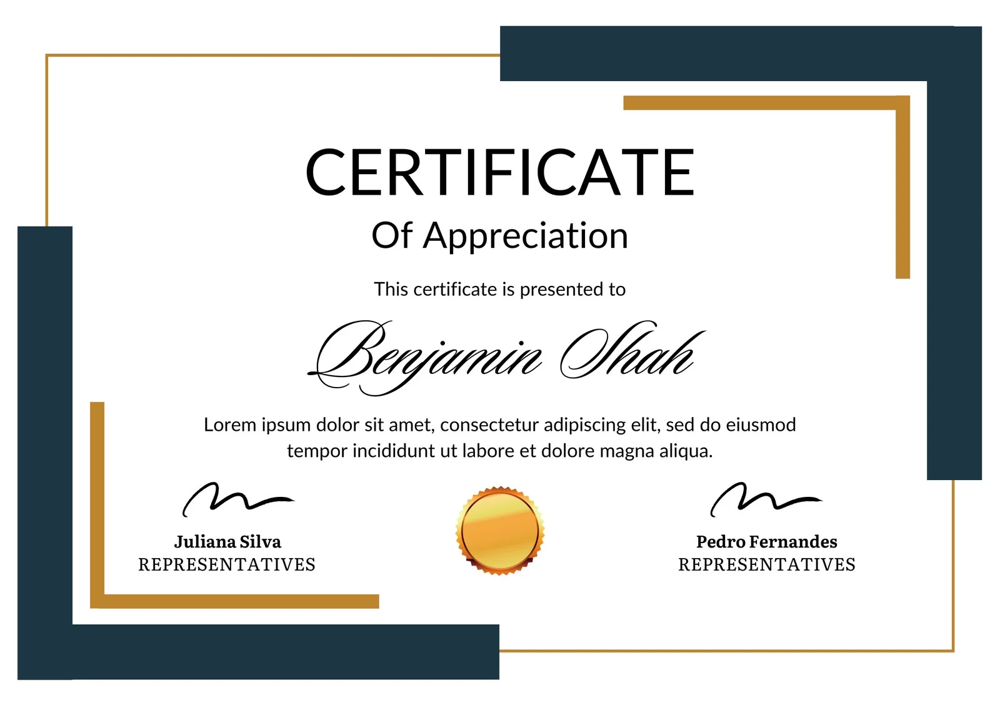 CERTIFICATE
Of Appreciation
This certificate is presented to
Benjamin Shah
Lorem ipsum dolor sit amet, consectetur adipiscing elit, sed do eiusmod
tempor incididunt ut labore et dolore magna aliqua.
Juliana Silva
REPRESENTATIVES
Pedro Fernandes
REPRESENTATIVES